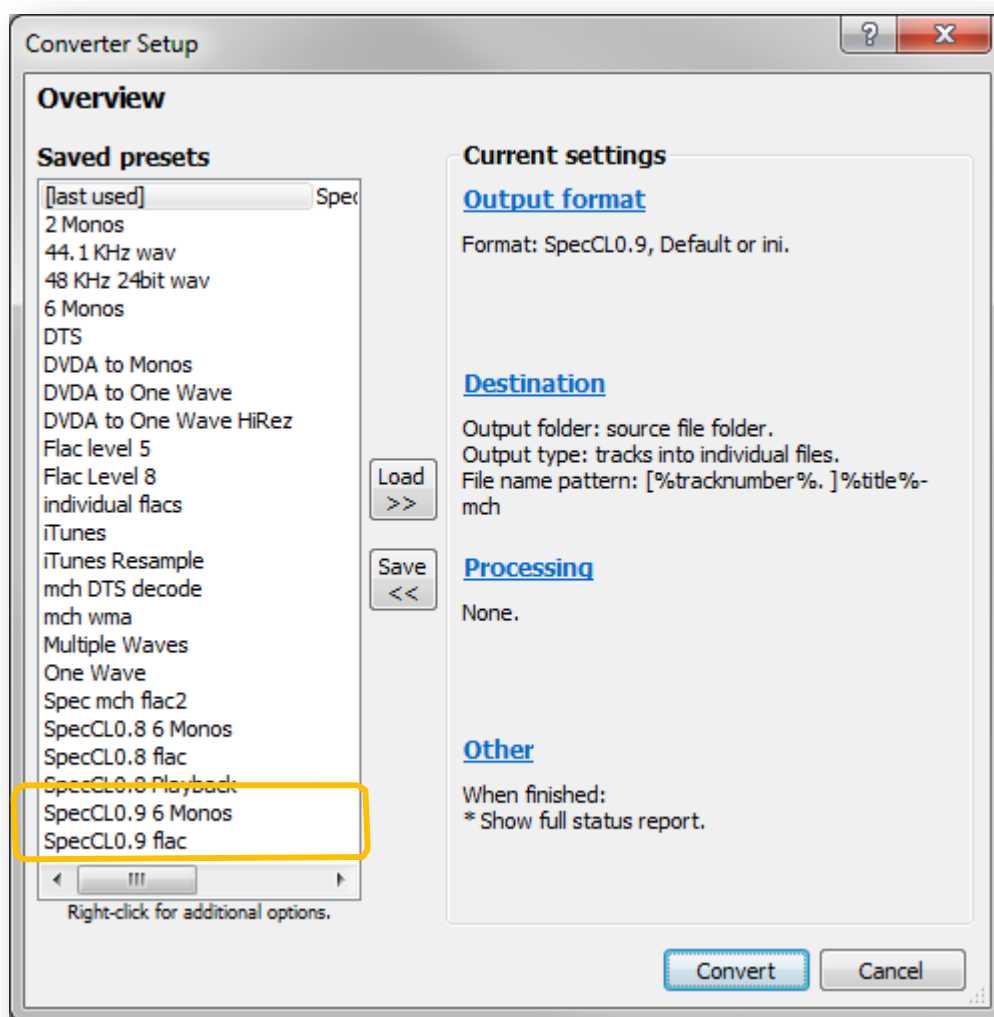 Converter Setup
Overview
Saved presets
[last used] Spec
2 Monos
44.1 KHz wav
48 KHz 24bit wav
6 Monos
DTS
DVDA to Monos
DVDA to One Wave
DVDA to One Wave HiRez
Flac level 5
Flac Level 8
individual flacs
iTunes
iTunes Resample
mch DTS decode
mch wma
Multiple Waves
One Wave
Spec mch flac2
SpecCL0.8 6 Monos
SpecCL0.8 flac
SpecCL0.8 Playback
SpecCL0.9 6 Monos
SpecCL0.9 flac
Right-click for additional options.
Load
>>
Save
<<
Current settings
Output format
Format: SpecCL0.9, Default or ini.
Destination
Output folder: source file folder.
Output type: tracks into individual files.
File name pattern: [%tracknumber%. ]%title%-
mch
Processing
None.
Other
When finished:
* Show full status report.
Convert
Cancel